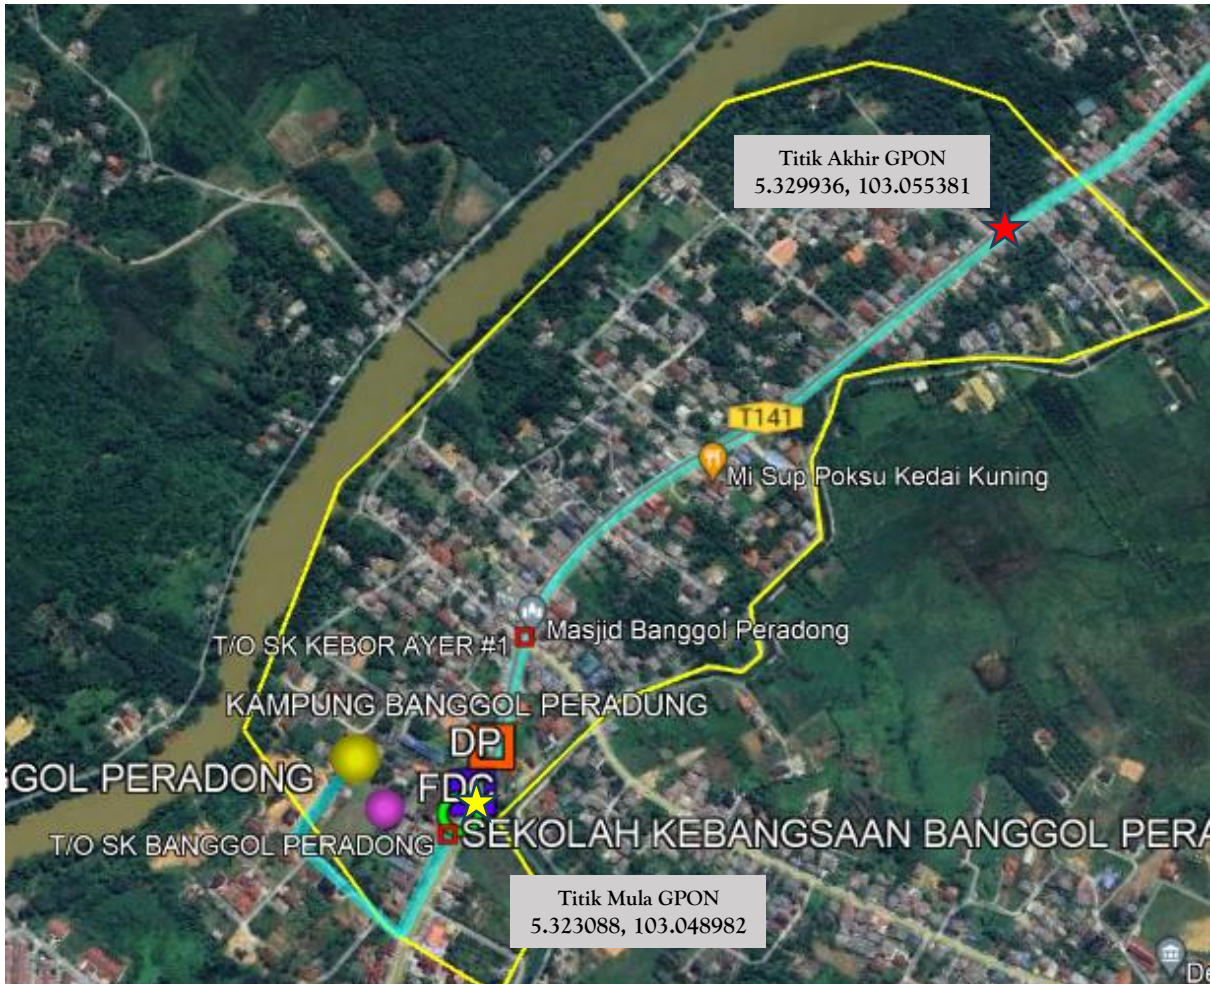 Titik Akhir GPON
5.329936, 103.055381
T141
Mi Sup Poksu Kedai Kuning
Masjid Banggol Peradong
T/O SK KEBOR AYER #1
KAMPUNG BANGGOL PERADUNG
DP
GGOL PERADONG
FDC
T/O SK BANGGOL PERADONG
SEKOLAH KEBANGSAAN BANGGOL PERA
Titik Mula GPON
5.323088, 103.048982
De